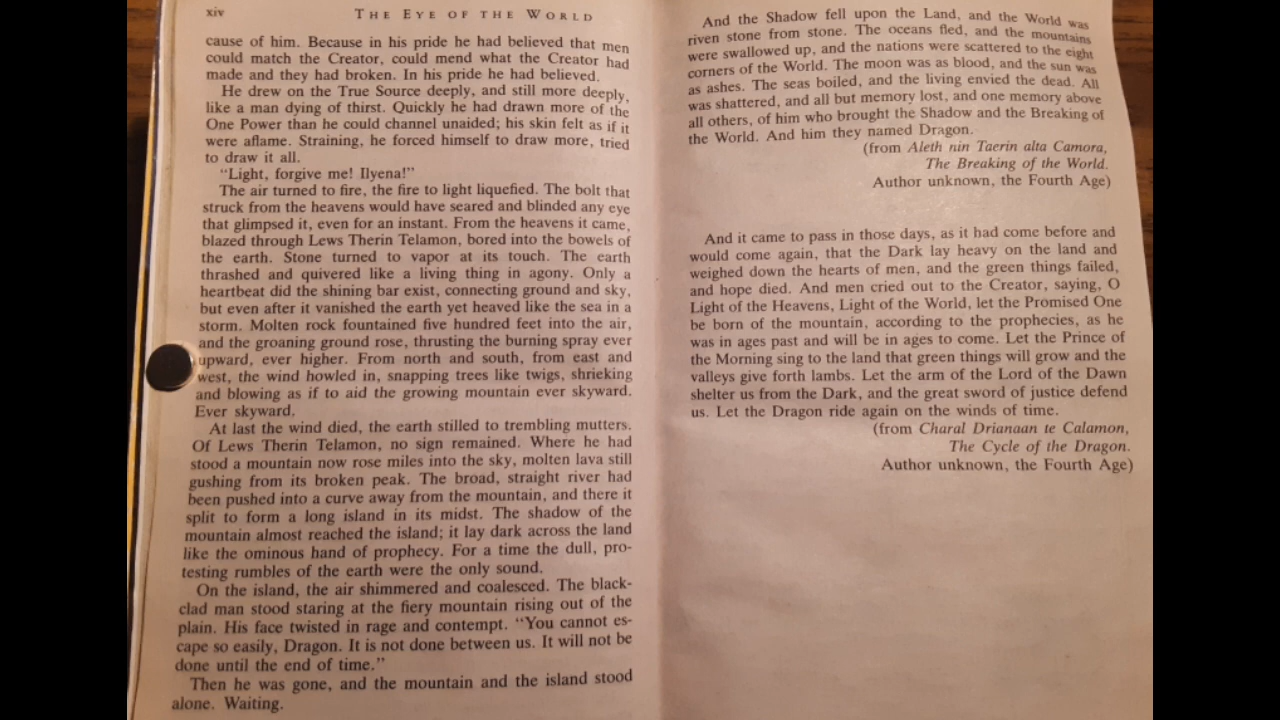 xiv
THE EYE OF THE WORLD
cause of him. Because in his pride he had believed that men
could match the Creator, could mend what the Creator had
made and they had broken. In his pride he had believed.
He drew on the True Source deeply, and still more deeply,
like a man dying of thirst. Quickly he had drawn more of the
One Power than he could channel unaided; his skin felt as if it
were aflame. Straining, he forced himself to draw more, tried
to draw it all.
"Light, forgive me! Ilyena!"
The air turned to fire, the fire to light liquefied. The bolt that
struck from the heavens would have seared and blinded any eye
that glimpsed it, even for an instant. From the heavens it came,
blazed through Lews Therin Telamon, bored into the bowels of
the earth. Stone turned to vapor at its touch. The earth
thrashed and quivered like a living thing in agony. Only a
heartbeat did the shining bar exist, connecting ground and sky,
but even after it vanished the earth yet heaved like the sea in a
storm. Molten rock fountained five hundred feet into the air,
and the groaning ground rose, thrusting the burning spray ever
upward, ever higher. From north and south, from east and
west, the wind howled in, snapping trees like twigs, shrieking
and blowing as if to aid the growing mountain ever skyward.
Ever skyward.
At last the wind died, the earth stilled to trembling mutters.
Of Lews Therin Telamon, no sign remained. Where he had
stood a mountain now rose miles into the sky, molten lava still
gushing from its broken peak. The broad, straight river had
been pushed into a curve away from the mountain, and there it
split to form a long island in its midst. The shadow of the
mountain almost reached the island; it lay dark across the land
like the ominous hand of prophecy. For a time the dull, pro-
testing rumbles of the earth were the only sound.
On the island, the air shimmered and coalesced. The black-
clad man stood staring at the fiery mountain rising out of the
plain. His face twisted in rage and contempt. "You cannot es-
cape so easily, Dragon. It is not done between us. It will not be
done until the end of time."
Then he was gone, and the mountain and the island stood
alone. Waiting.
And the Shadow fell upon the Land, and the World was
riven stone from stone. The oceans fled, and the mountains
were swallowed up, and the nations were scattered to the eight
corners of the World. The moon was as blood, and the sun was
as ashes. The seas boiled, and the living envied the dead. All
was shattered, and all but memory lost, and one memory above
all others, of him who brought the Shadow and the Breaking of
the World. And him they named Dragon.
(from Aleth nin Taerin alta Camora,
The Breaking of the World.
Author unknown, the Fourth Age)
And it came to pass in those days, as it had come before and
would come again, that the Dark lay heavy on the land and
weighed down the hearts of men, and the green things failed,
and hope died. And men cried out to the Creator, saying, O
Light of the Heavens, Light of the World, let the Promised One
be born of the mountain, according to the prophecies, as he
was in ages past and will be in ages to come. Let the Prince of
the Morning sing to the land that green things will grow and the
valleys give forth lambs. Let the arm of the Lord of the Dawn
shelter us from the Dark, and the great sword of justice defend
us. Let the Dragon ride again on the winds of time.
(from Charal Drianaan te Calamon,
The Cycle of the Dragon.
Author unknown, the Fourth Age)